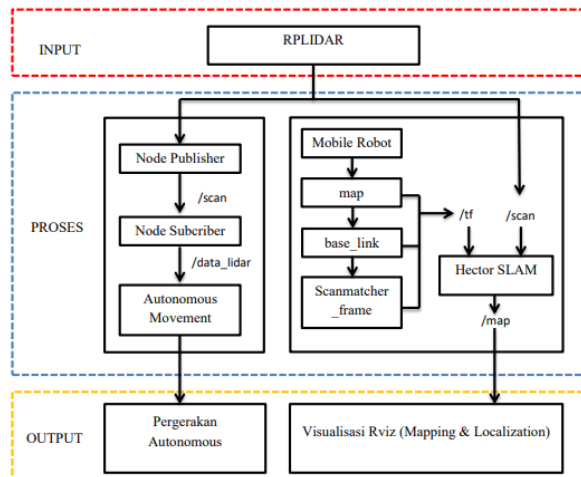 INPUT
RPLIDAR
PROSES
Node Publisher
/scan
Node Subcriber
/data_lidar
Autonomous
Movement
Mobile Robot
map
base_link
Scanmatcher
_frame
/tf
/scan
Hector SLAM
/map
OUTPUT
Pergerakan
Autonomous
Visualisasi Rviz (Mapping & Localization)